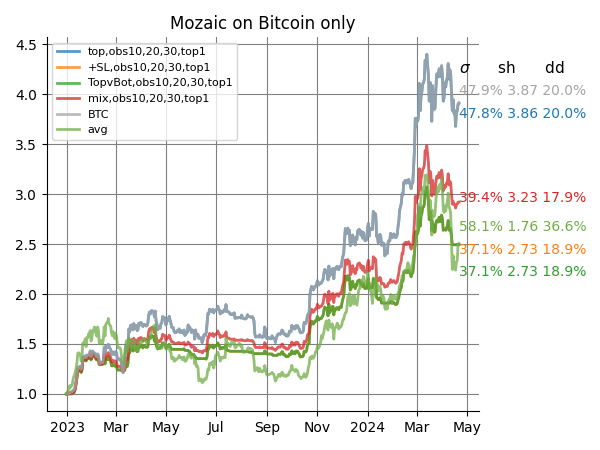 Mozaic on Bitcoin only
4.5
4.0
3.5
3.0
2.5
2.0
1.5
1.0
top,obs10,20,30,top1
+SL,obs10,20,30,top1
TopvBot,obs10,20,30,top1
mix,obs10,20,30,top1
BTC
avg
σ sh dd
47.9% 3.87 20.0%
47.8% 3.86 20.0%
39.4% 3.23 17.9%
58.1% 1.76 36.6%
37.1% 2.73 18.9%
37.1% 2.73 18.9%
2023 Mar May Jul Sep Nov 2024 Mar May